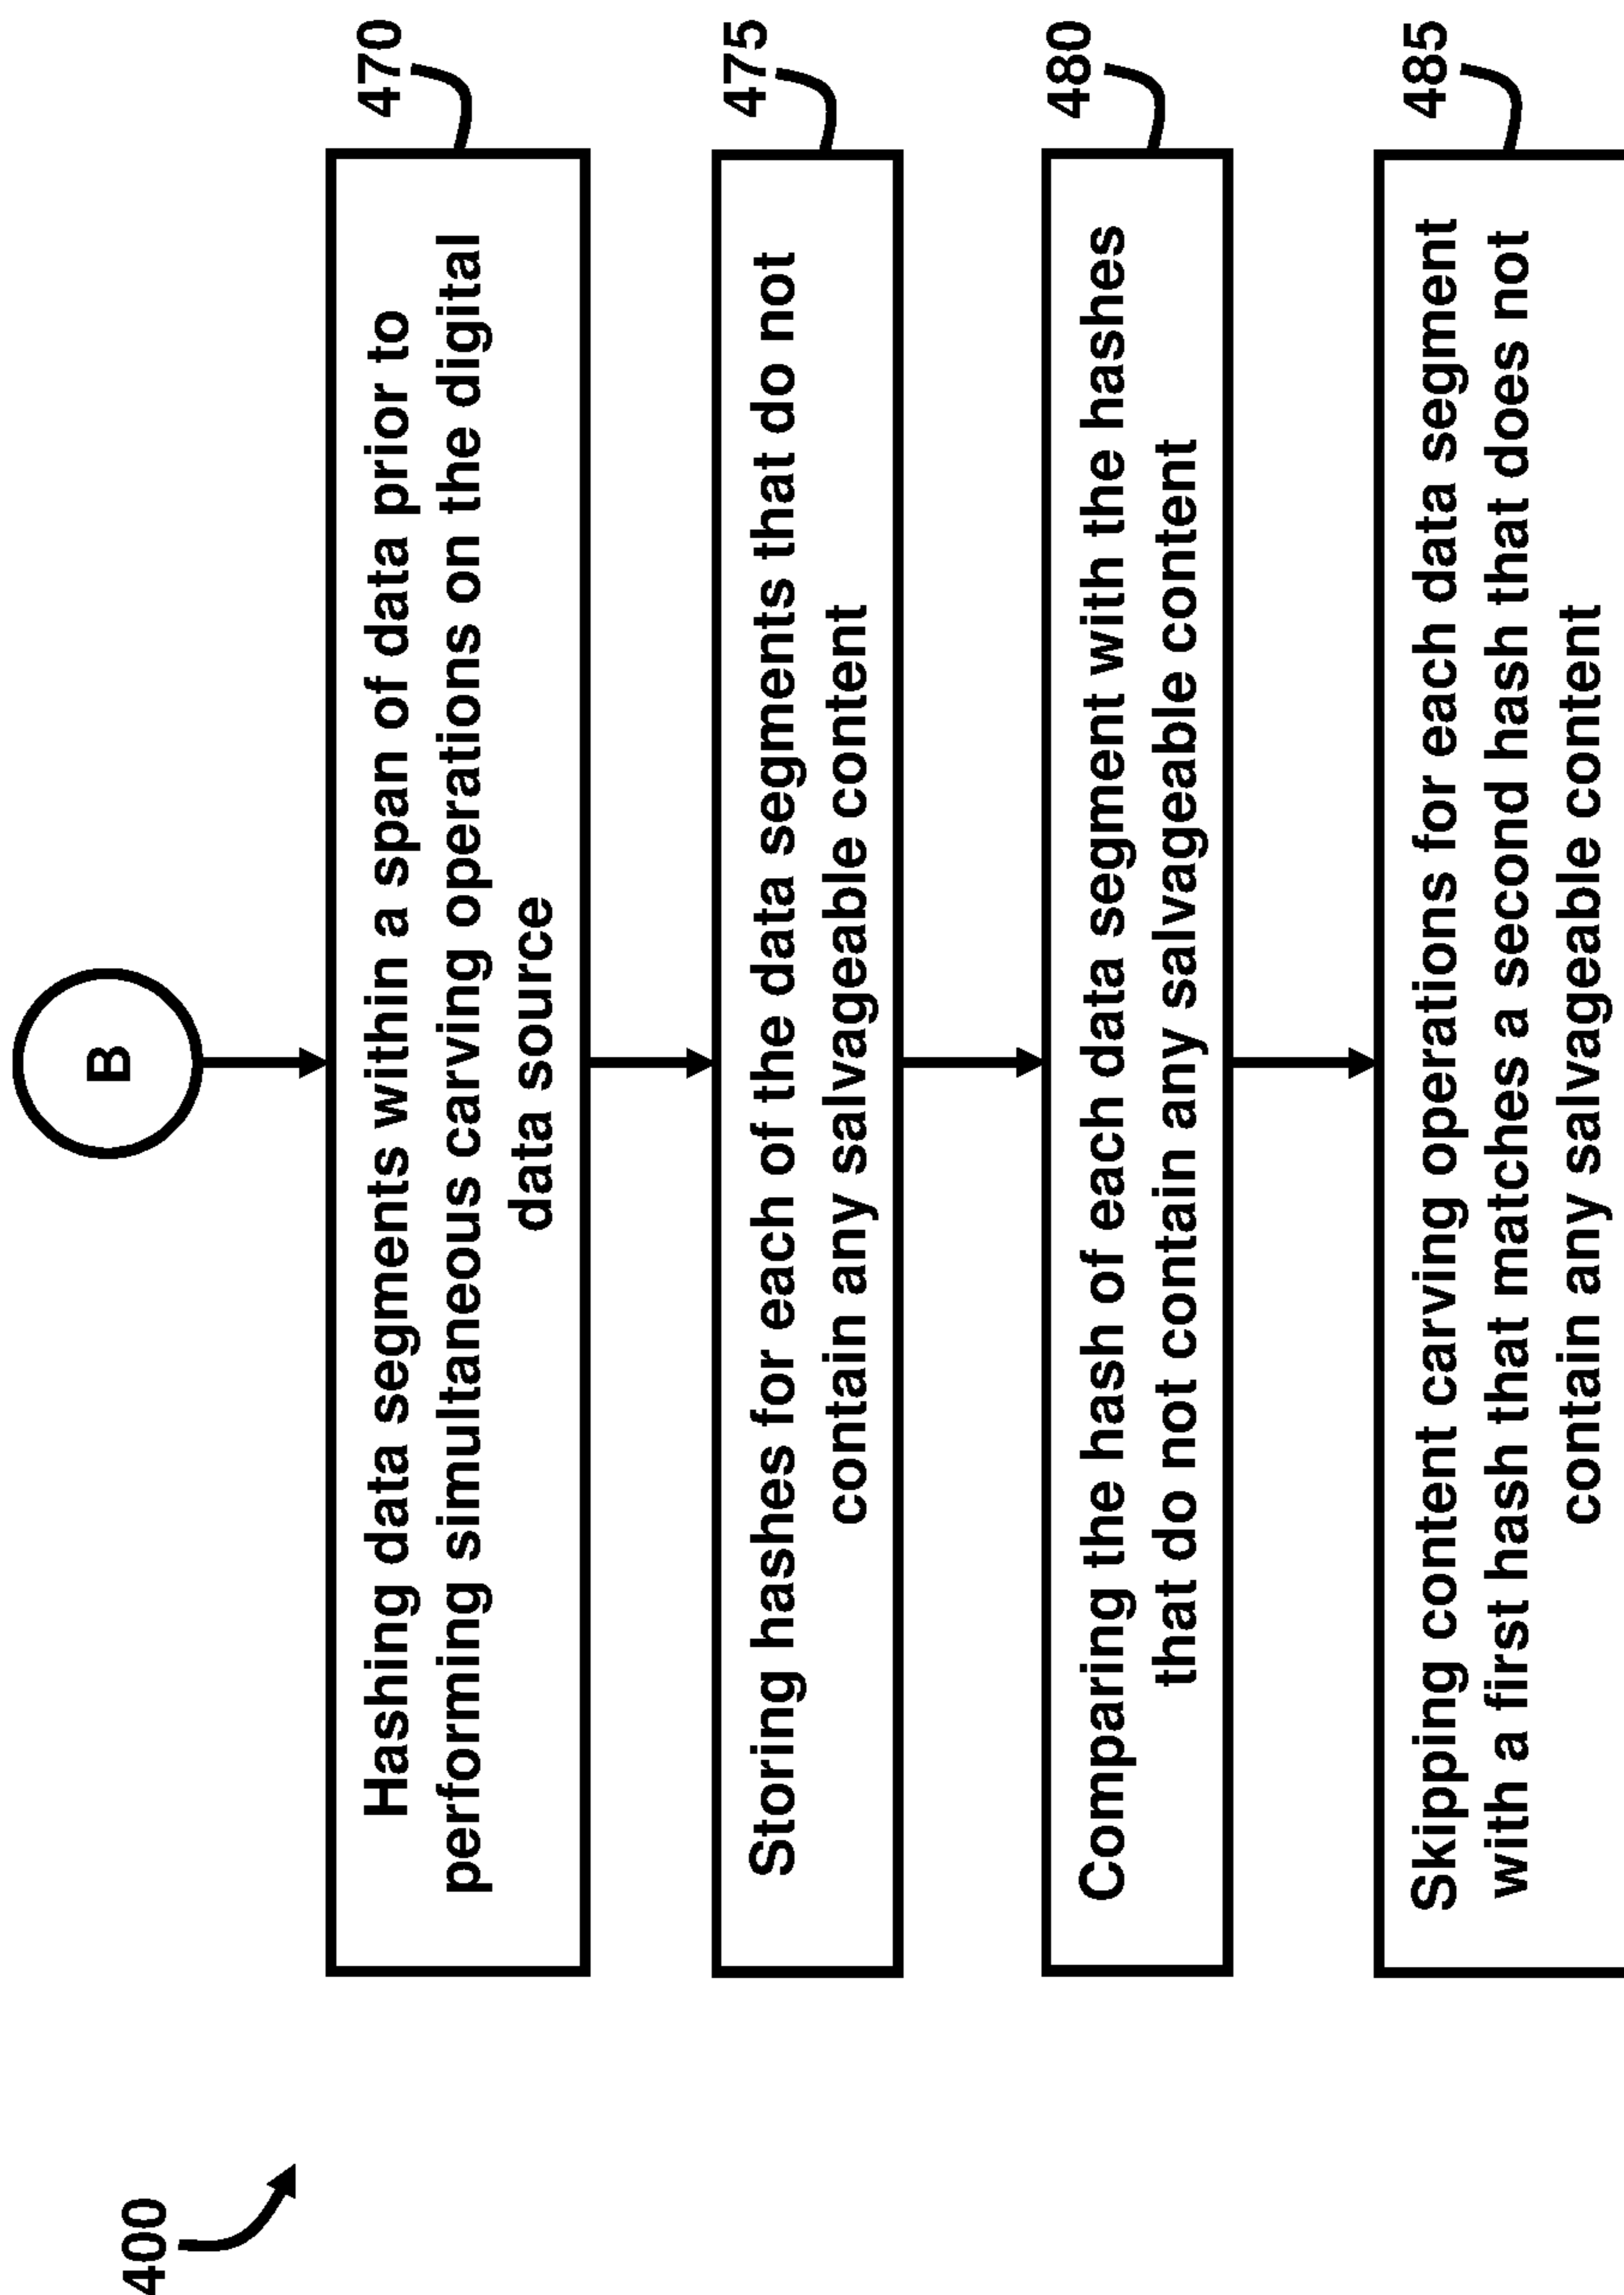 400
B
470
Hashing data segments within a span of data prior to
performing simultaneous carving operations on the digital
data source
475
Storing hashes for each of the data segments that do not
contain any salvageable content
480
Comparing the hash of each data segment with the hashes
that do not contain any salvageable content
485
Skipping content carving operations for each data segment
with a first hash that matches a second hash that does not
contain any salvageable content